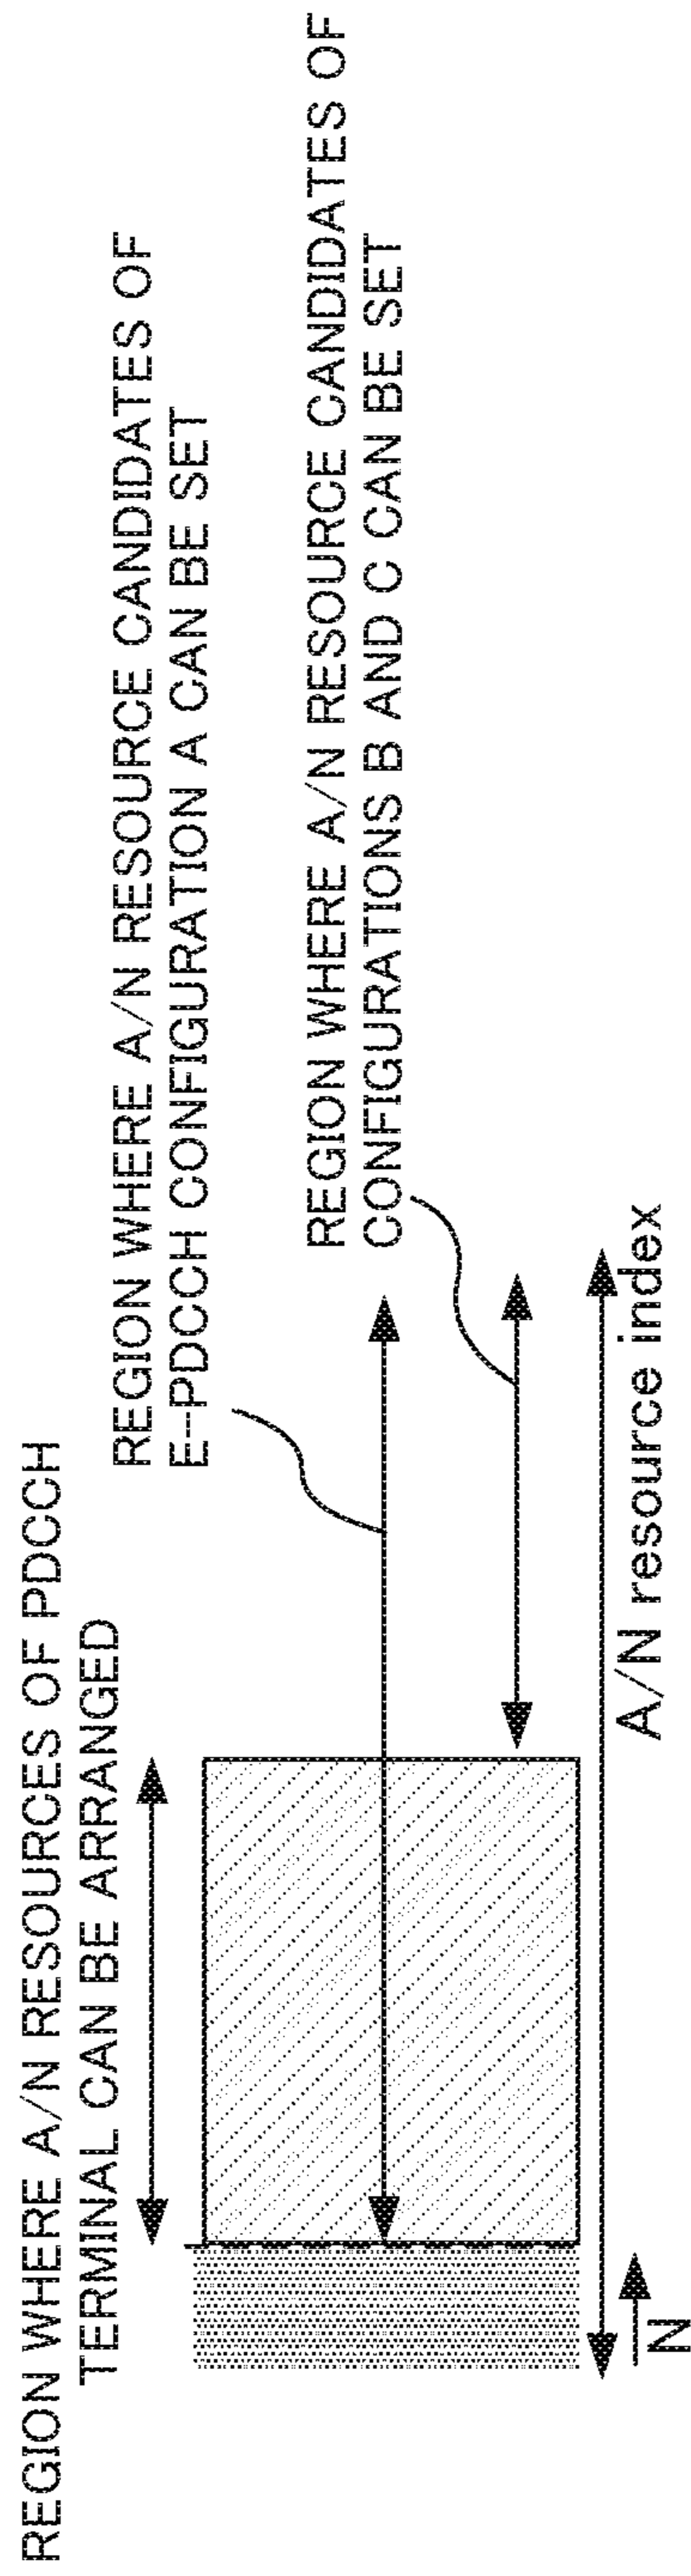 REGION WHERE A/N RESOURCES OF PDCCH
TERMINAL CAN BE ARRANGED
REGION WHERE A/N RESOURCE CANDIDATES OF
E-PDCCH CONFIGURATION A CAN BE SET
REGION WHERE A/N RESOURCE CANDIDATES OF
CONFIGURATIONS B AND C CAN BE SET
A/N resource index
N